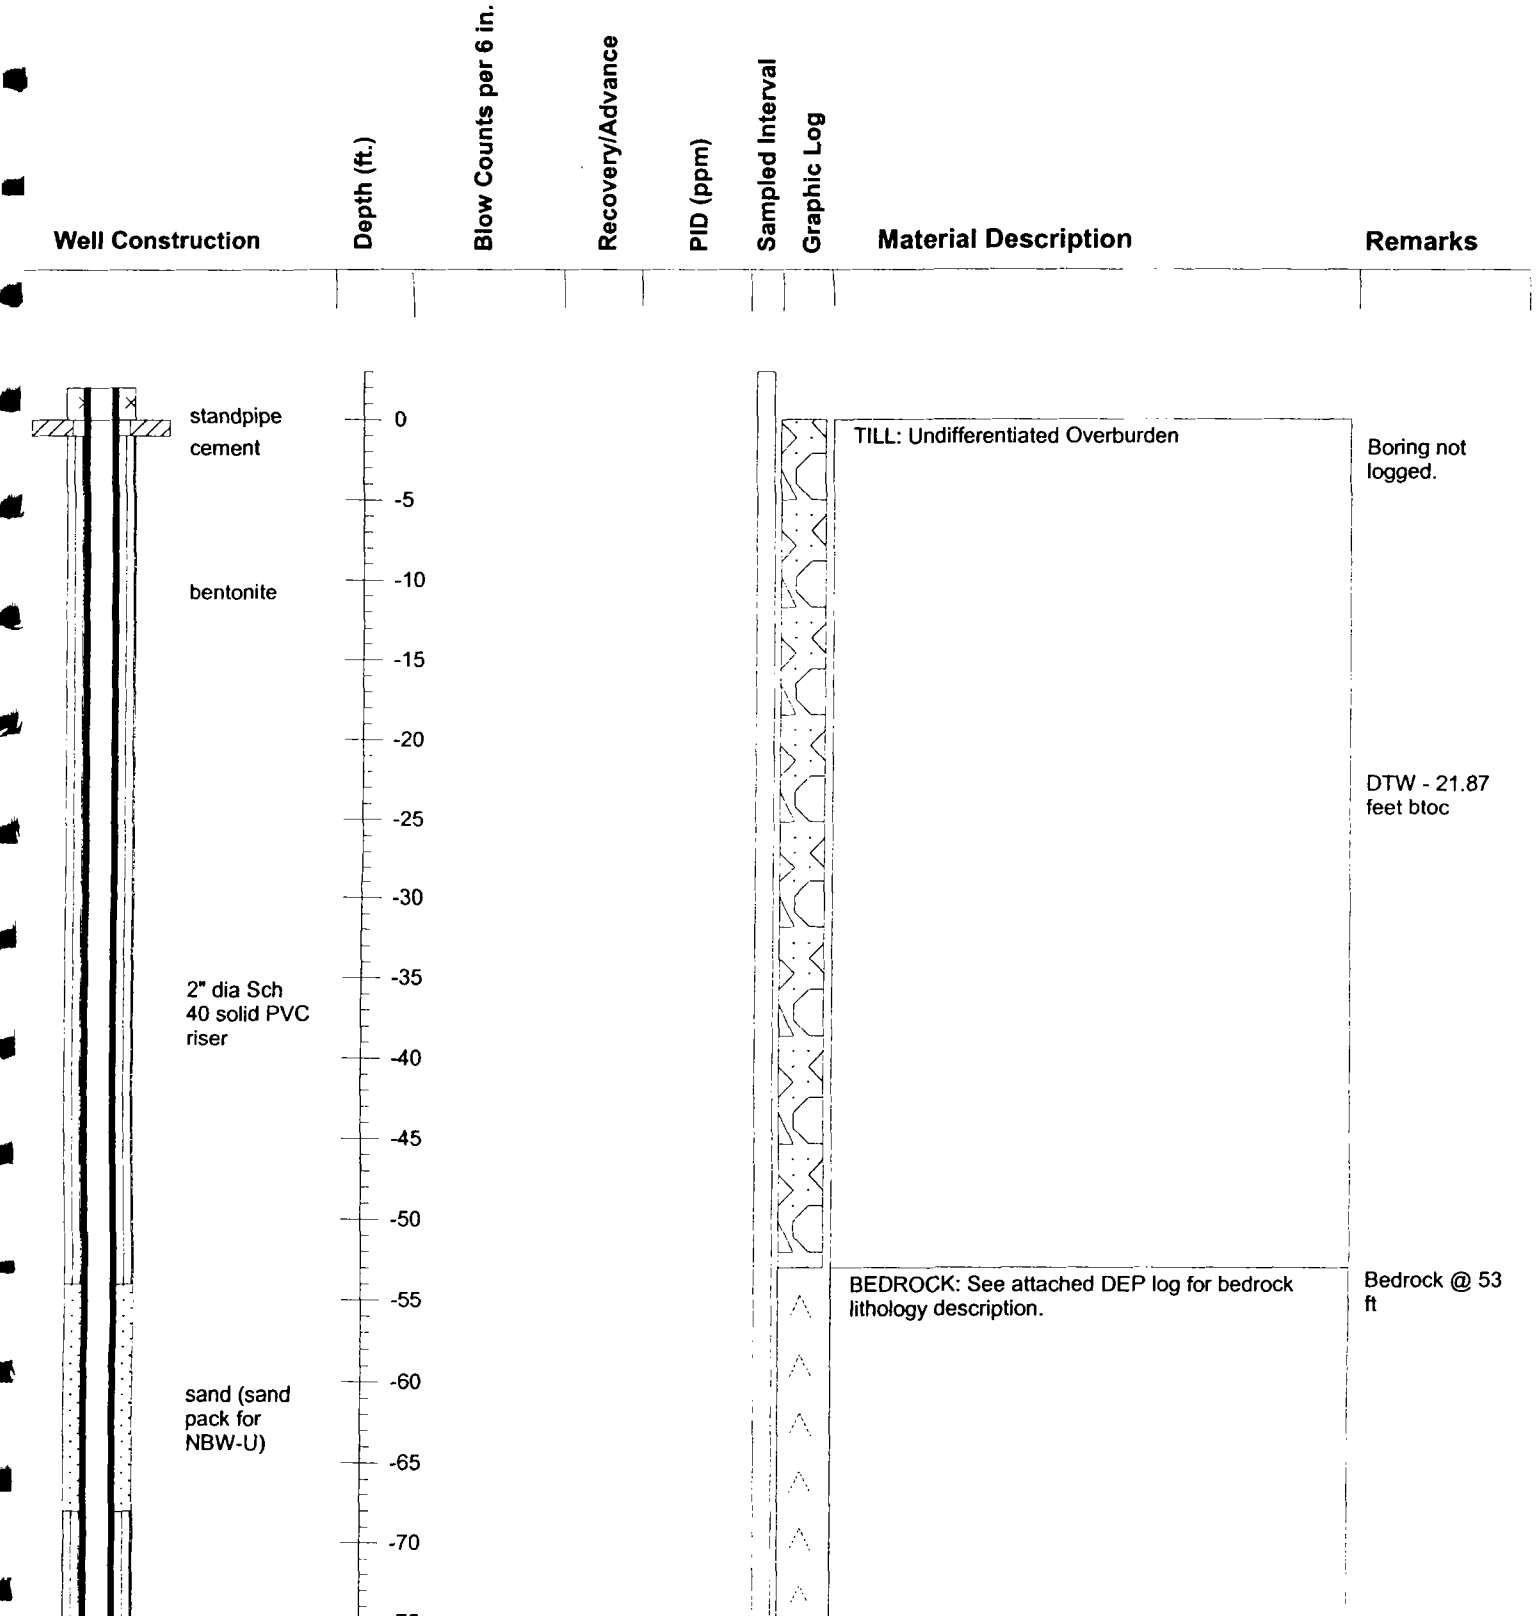 Well Construction
Depth (ft.)
Blow Counts per 6 in.
Recovery/Advance
PID (ppm)
Sampled Interval
Graphic Log
Material Description
Remarks
standpipe
cement
bentonite
2" dia Sch
40 solid PVC
riser
sand (sand
pack for
NBW-U)
0
-5
-10
-15
-20
-25
-30
-35
-40
-45
-50
-55
-60
-65
-70
TILL: Undifferentiated Overburden
BEDROCK: See attached DEP log for bedrock
lithology description.
Boring not
logged.
DTW - 21.87
feet btoc
Bedrock @ 53
ft